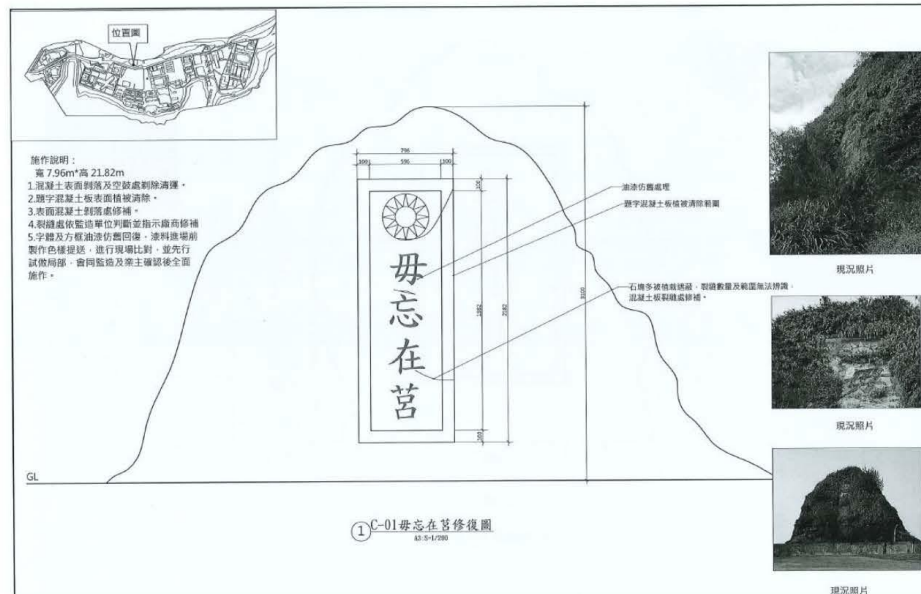 位置圖
施作說明：
寬 7.96m*高 21.82m
1.混凝土表面剝落及空鼓處剔除清運。
2.題字混凝土板表面植被清除。
3.表面混凝土剝落處修補。
4.裂縫處依監造單位判斷並指示廠商修補
5.字體及方框油漆仿舊回復，漆料進場前
製作色樣提送，進行現場比對，並先行
試做局部，會同監造及業主確認後全面
施作。
796
300
596
300
油漆仿舊處理
題字混凝土板植被清除範圍
毋忘在莒
石塊多被植栽遮蔽，裂縫數量及範圍無法辨識，
混凝土板裂縫處修補。
GL
1
C-01毋忘在莒修復圖
A3:S=1/200
現況照片
現況照片
現況照片